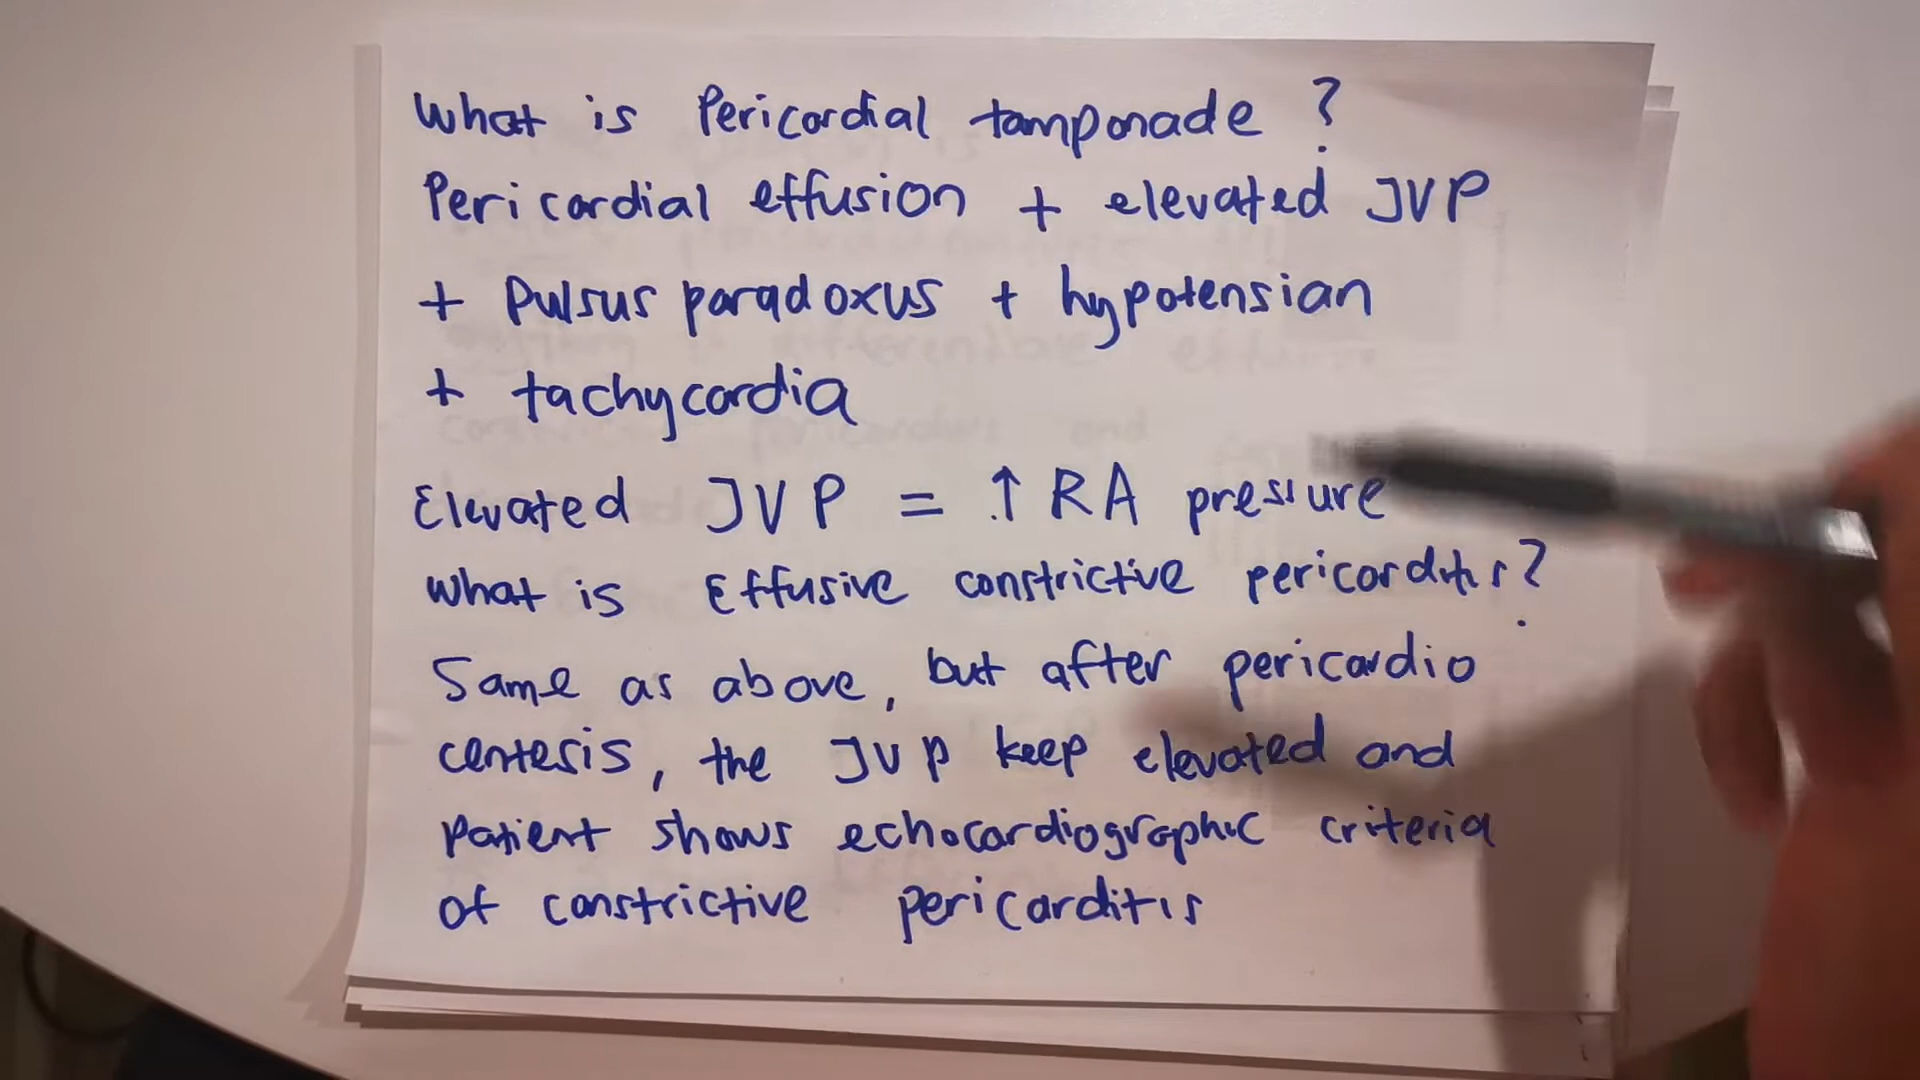 What is Pericardial tamponade ?
Pericardial effusion + elevated JVP
+ Pulsus paradoxus + hypotension
+ tachycardia
Elevated JVP = ↑ RA pressure
What is Effusive constrictive pericarditis?
Same as above, but after pericardio
centesis, the JVP keep elevated and
Patient shows echocardiographic criteria
of constrictive pericarditis